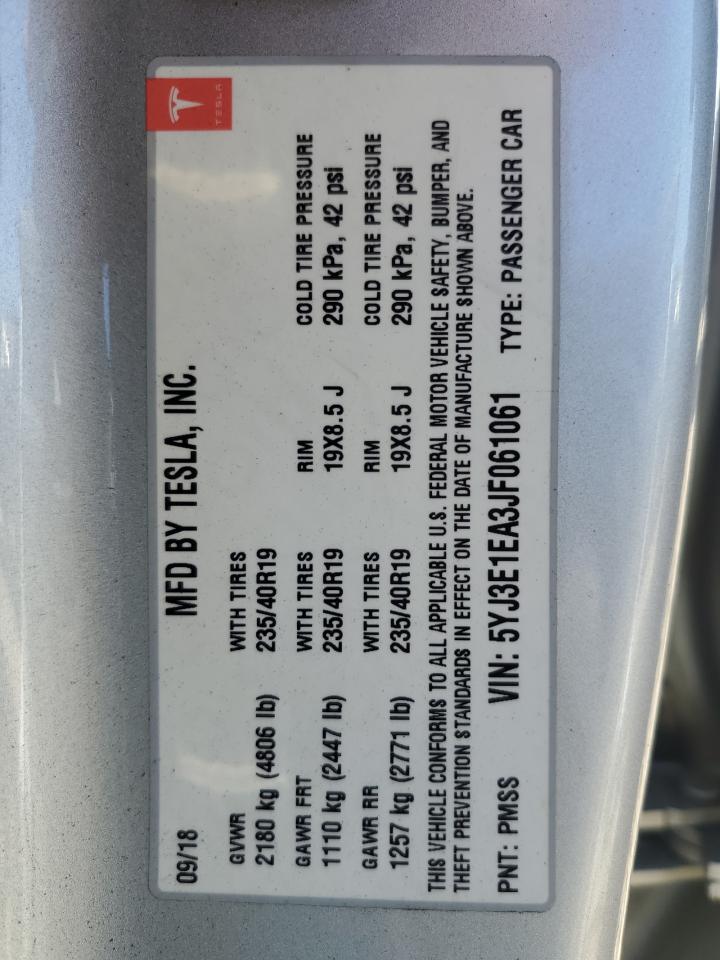 TESLA
09/18 MFD BY TESLA, INC.
GVWR WITH TIRES
2180 kg (4806 lb) 235/40R19
GAWR FRT WITH TIRES RIM COLD TIRE PRESSURE
1110 kg (2447 lb) 235/40R19 19X8.5 J 290 kPa, 42 psi
GAWR RR WITH TIRES RIM COLD TIRE PRESSURE
1257 kg (2771 lb) 235/40R19 19X8.5 J 290 kPa, 42 psi
THIS VEHICLE CONFORMS TO ALL APPLICABLE U.S. FEDERAL MOTOR VEHICLE SAFETY, BUMPER, AND
THEFT PREVENTION STANDARDS IN EFFECT ON THE DATE OF MANUFACTURE SHOWN ABOVE.
PNT: PMSS VIN: 5YJ3E1EA3JF061061 TYPE: PASSENGER CAR